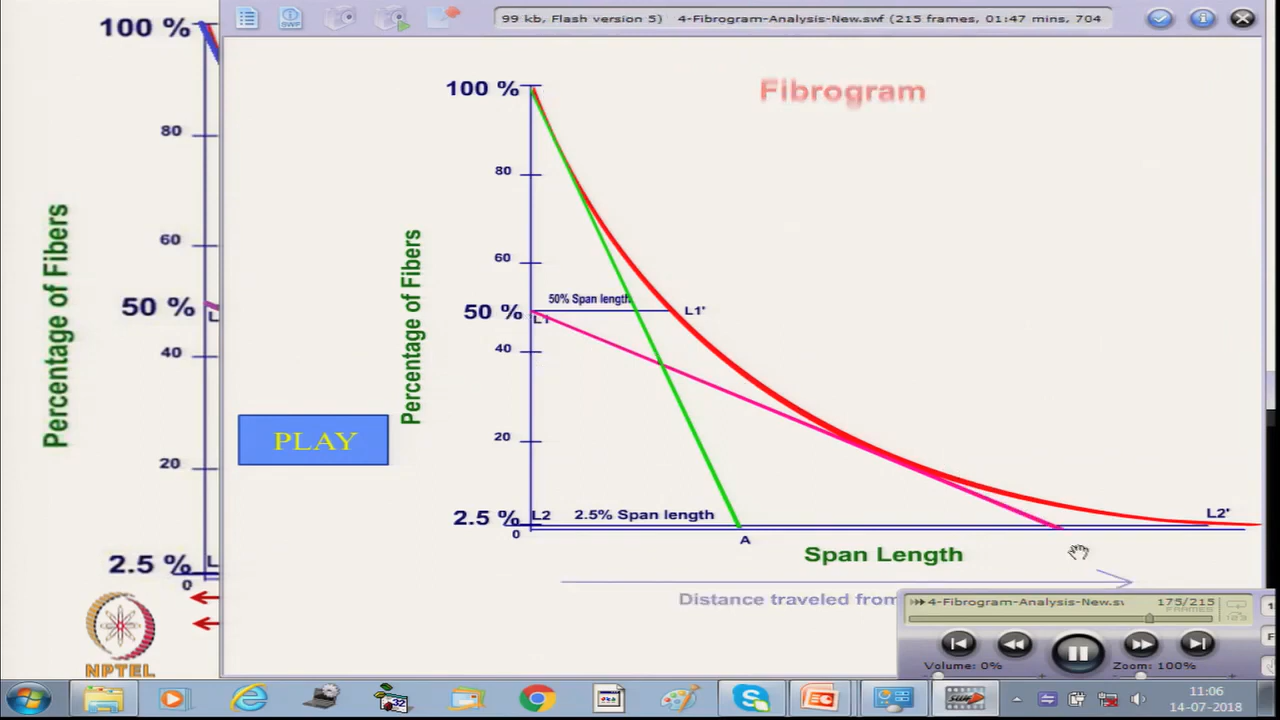 99 kb, Flash version 5) 4-Fibrogram-Analysis-New.swf (215 frames, 01:47 mins, 704
100 %
80
60
50 %
L
40
20
2.5 %
L
0
Percentage of Fibers
NPTEL
PLAY
Fibrogram
100 %
80
60
50% Span length
50 %
L1
L1'
40
20
2.5 %
L2
2.5% Span length
L2'
0
A
Percentage of Fibers
Span Length
Distance traveled from
4-Fibrogram-Analysis-New.sv
175/215
FRAMES
Volume: 0%
Zoom: 100%
32
11:06
14-07-2018